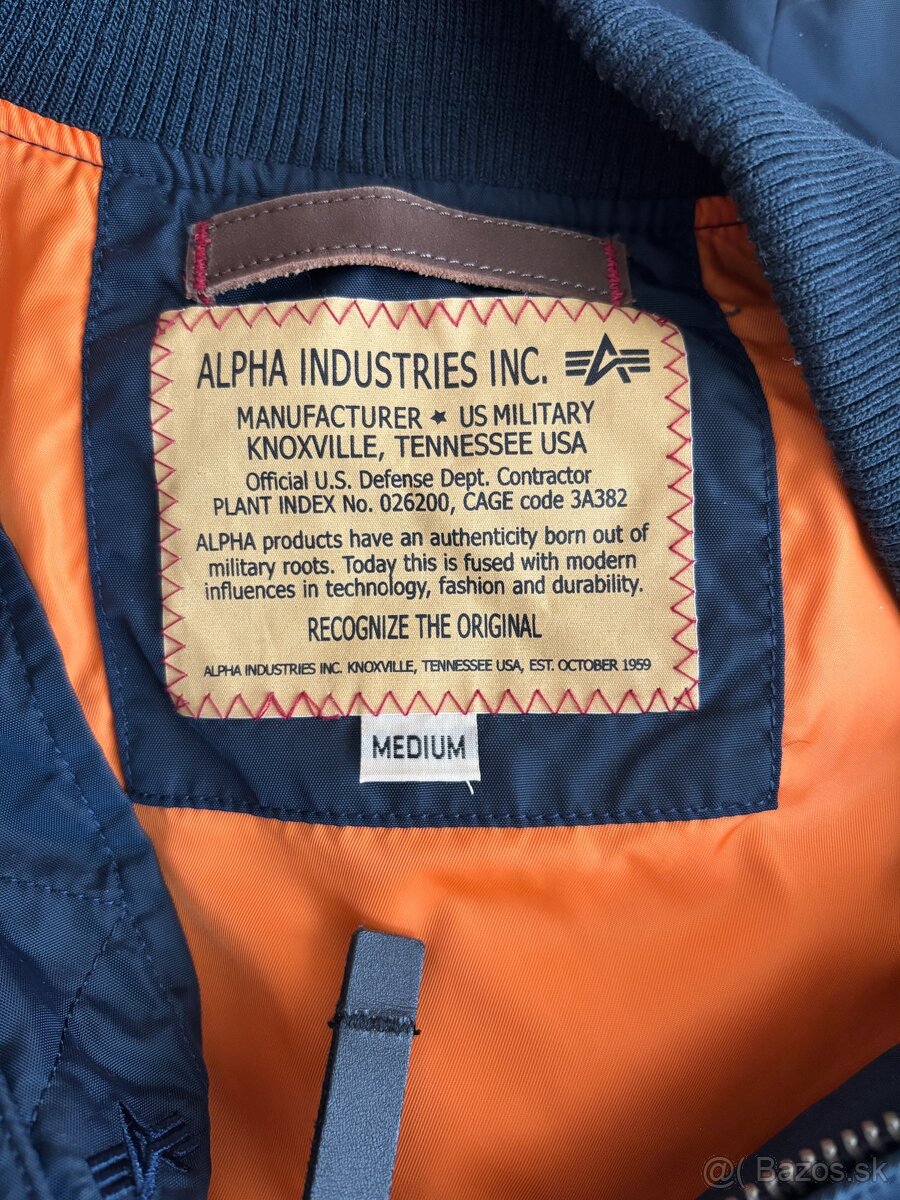 ALPHA INDUSTRIES INC.
MANUFACTURER ★ US MILITARY
KNOXVILLE, TENNESSEE USA
Official U.S. Defense Dept. Contractor
PLANT INDEX No. 026200, CAGE code 3A382
ALPHA products have an authenticity born out of
military roots. Today this is fused with modern
influences in technology, fashion and durability.
RECOGNIZE THE ORIGINAL
ALPHA INDUSTRIES INC. KNOXVILLE, TENNESSEE USA, EST. OCTOBER 1959
MEDIUM
@( Bazos.sk